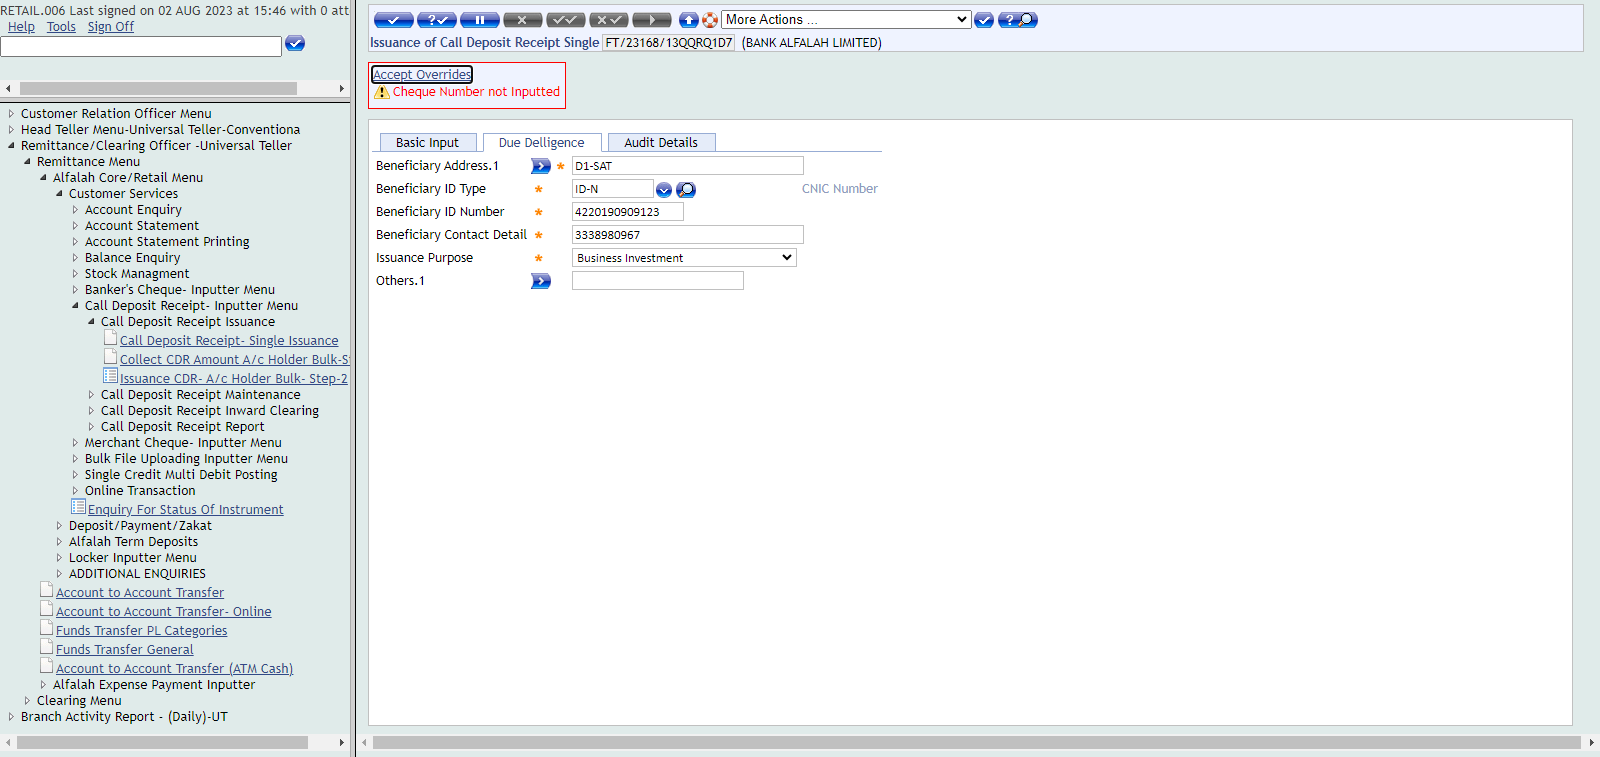 RETAIL.006 Last signed on 02 AUG 2023 at 15:46 with 0 att
Help Tools Sign Off
Customer Relation Officer Menu
Head Teller Menu-Universal Teller-Conventiona
Remittance/Clearing Officer -Universal Teller
Remittance Menu
Alfalah Core/Retail Menu
Customer Services
Account Enquiry
Account Statement
Account Statement Printing
Balance Enquiry
Stock Managment
Banker's Cheque- Inputter Menu
Call Deposit Receipt- Inputter Menu
Call Deposit Receipt Issuance
Call Deposit Receipt- Single Issuance
Collect CDR Amount A/c Holder Bulk-S
Issuance CDR- A/c Holder Bulk- Step-2
Call Deposit Receipt Maintenance
Call Deposit Receipt Inward Clearing
Call Deposit Receipt Report
Merchant Cheque- Inputter Menu
Bulk File Uploading Inputter Menu
Single Credit Multi Debit Posting
Online Transaction
Enquiry For Status Of Instrument
Deposit/Payment/Zakat
Alfalah Term Deposits
Locker Inputter Menu
ADDITIONAL ENQUIRIES
Account to Account Transfer
Account to Account Transfer- Online
Funds Transfer PL Categories
Funds Transfer General
Account to Account Transfer (ATM Cash)
Alfalah Expense Payment Inputter
Clearing Menu
Branch Activity Report - (Daily)-UT
More Actions ...
Issuance of Call Deposit Receipt Single FT/23168/13QQRQ1D7 (BANK ALFALAH LIMITED)
Accept Overrides
Cheque Number not Inputted
Basic Input Due Delligence Audit Details
Beneficiary Address.1 * D1-SAT
Beneficiary ID Type * ID-N CNIC Number
Beneficiary ID Number * 4220190909123
Beneficiary Contact Detail * 3338980967
Issuance Purpose * Business Investment
Others.1